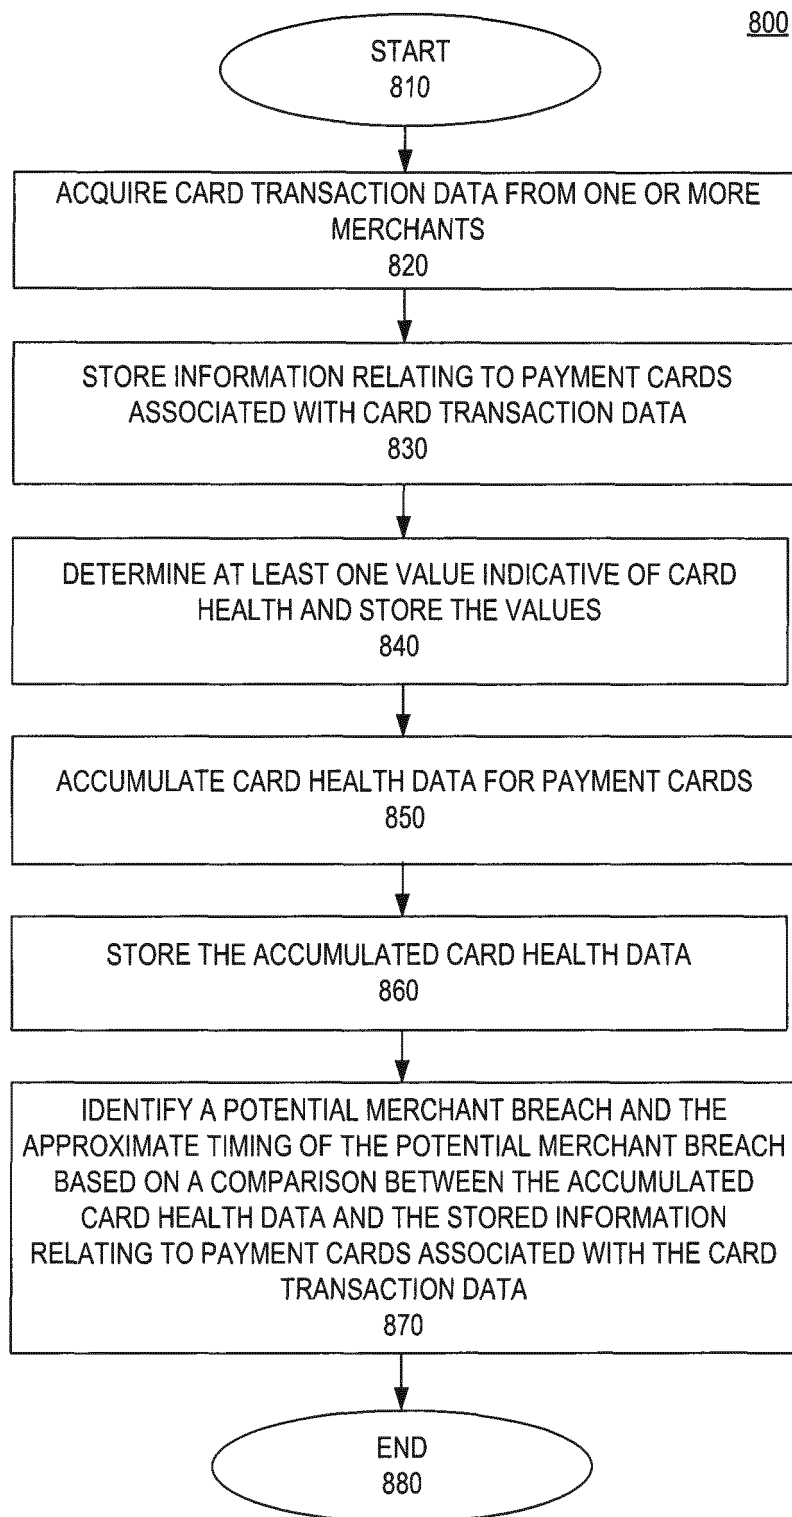 800
START
810
ACQUIRE CARD TRANSACTION DATA FROM ONE OR MORE
MERCHANTS
820
STORE INFORMATION RELATING TO PAYMENT CARDS
ASSOCIATED WITH CARD TRANSACTION DATA
830
DETERMINE AT LEAST ONE VALUE INDICATIVE OF CARD
HEALTH AND STORE THE VALUES
840
ACCUMULATE CARD HEALTH DATA FOR PAYMENT CARDS
850
STORE THE ACCUMULATED CARD HEALTH DATA
860
IDENTIFY A POTENTIAL MERCHANT BREACH AND THE
APPROXIMATE TIMING OF THE POTENTIAL MERCHANT BREACH
BASED ON A COMPARISON BETWEEN THE ACCUMULATED
CARD HEALTH DATA AND THE STORED INFORMATION
RELATING TO PAYMENT CARDS ASSOCIATED WITH THE CARD
TRANSACTION DATA
870
END
880